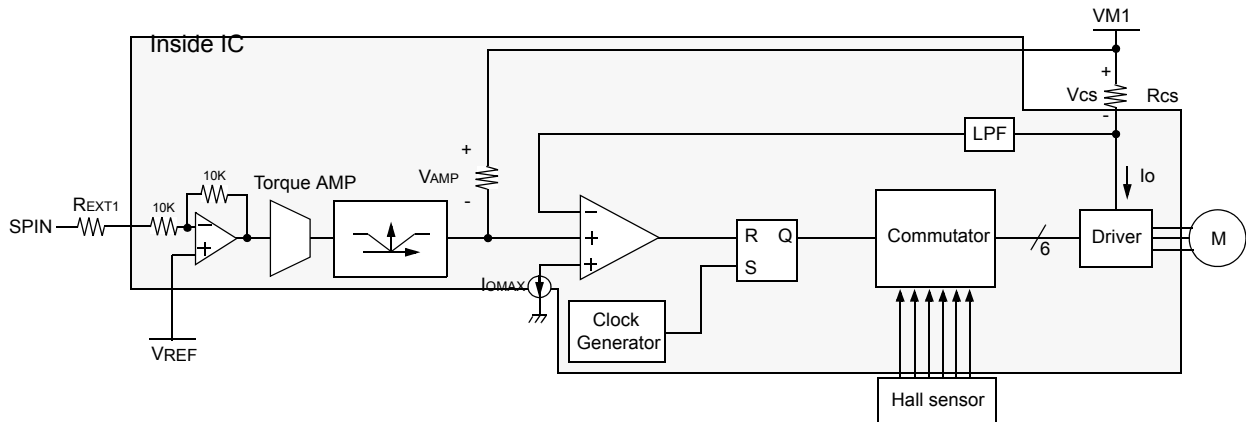 VM1
Inside IC
+
Vcs
Rcs
-
LPF
+
10K
Torque AMP
VAMP
Io
REXT1
10K
-
SPIN
−
+
−
+
+
R Q
S
Commutator
6
Driver
M
IOMAX
Clock
Generator
VREF
Hall sensor